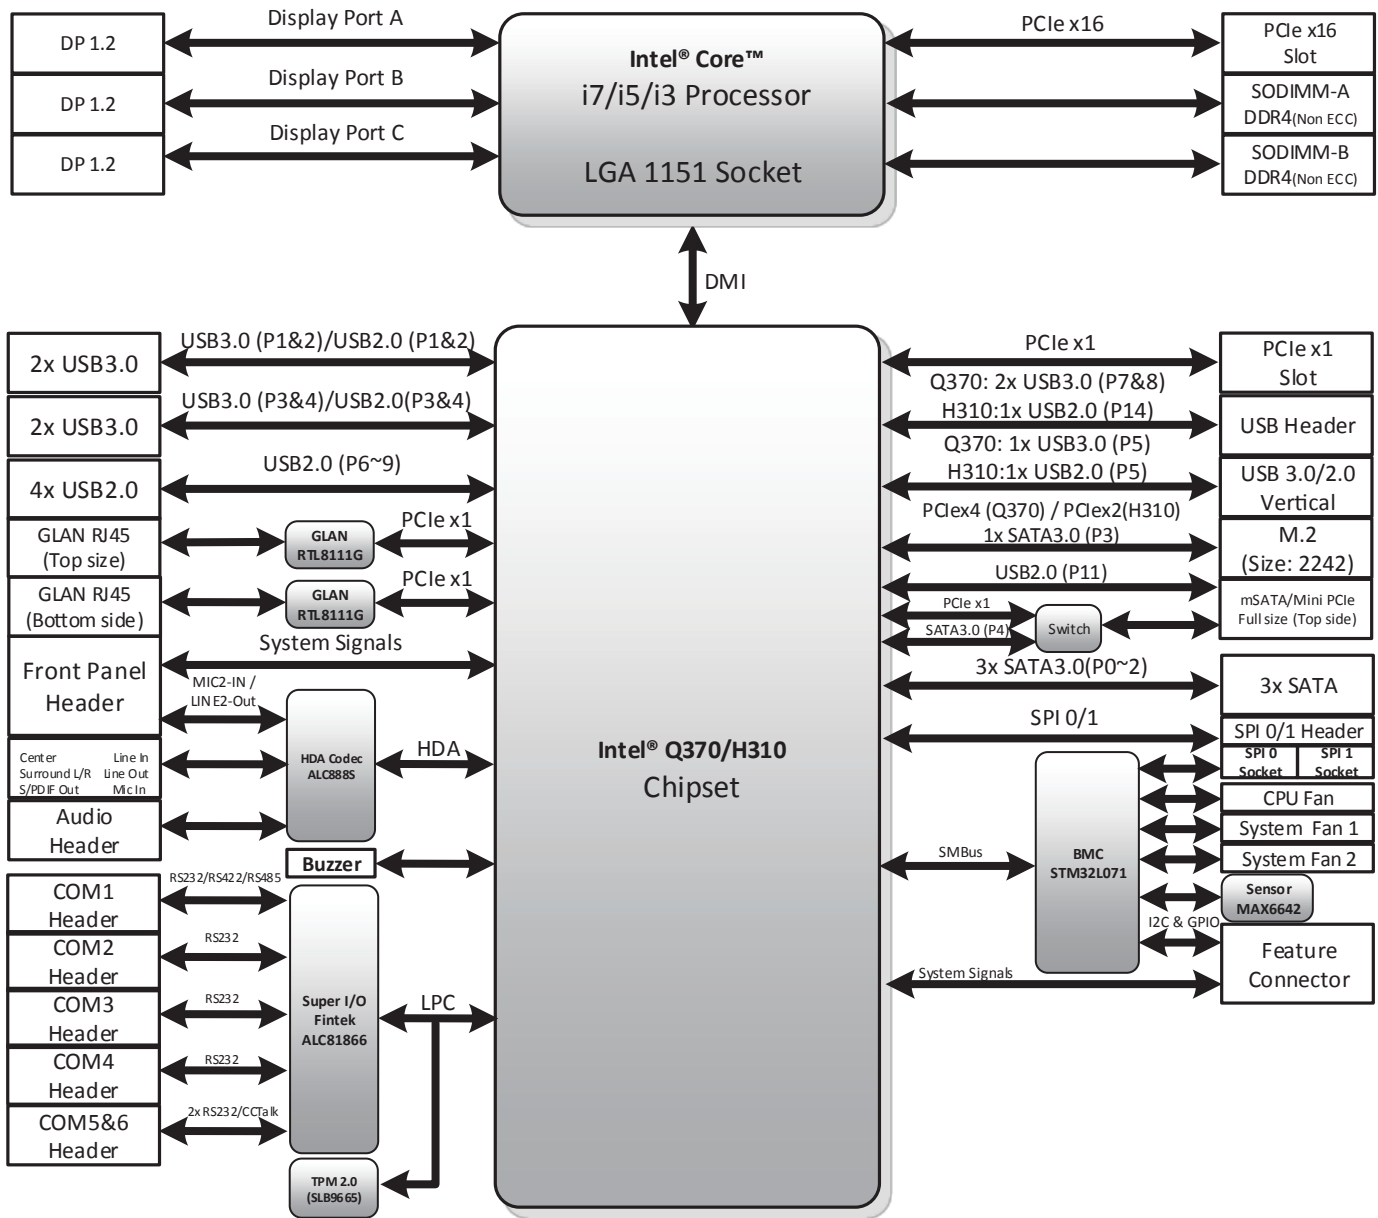 DP 1.2
Display Port A
DP 1.2
Display Port B
DP 1.2
Display Port C
Intel® Core™
i7/i5/i3 Processor
LGA 1151 Socket
PCIe x16
PCIe x16
Slot
SODIMM-A
DDR4(Non ECC)
SODIMM-B
DDR4(Non ECC)
DMI
2x USB3.0
USB3.0 (P1&2)/USB2.0 (P1&2)
2x USB3.0
USB3.0 (P3&4)/USB2.0(P3&4)
4x USB2.0
USB2.0 (P6~9)
GLAN RJ45
(Top size)
GLAN
RTL8111G
PCIe x1
GLAN RJ45
(Bottom side)
GLAN
RTL8111G
PCIe x1
Front Panel
Header
System Signals
MIC2-IN /
LINE2-Out
Center Line In
Surround L/R Line Out
S/PDIF Out Mic In
HDA Codec
ALC888S
HDA
Audio
Header
Buzzer
COM1
Header
RS232/RS422/RS485
COM2
Header
RS232
COM3
Header
RS232
COM4
Header
RS232
COM5&6
Header
2x RS232/CCTalk
Super I/O
Fintek
ALC81866
LPC
TPM 2.0
(SLB9665)
Intel® Q370/H310
Chipset
PCIe x1
PCIe x1
Slot
Q370: 2x USB3.0 (P7&8)
H310:1x USB2.0 (P14)
USB Header
Q370: 1x USB3.0 (P5)
H310:1x USB2.0 (P5)
USB 3.0/2.0
Vertical
PCIex4 (Q370) / PCIex2(H310)
1x SATA3.0 (P3)
M.2
(Size: 2242)
USB2.0 (P11)
PCIe x1
SATA3.0 (P4)
Switch
mSATA/Mini PCIe
Full size (Top side)
3x SATA3.0(P0~2)
3x SATA
SPI 0/1
SPI 0/1 Header
SPI 0
Socket
SPI 1
Socket
CPU Fan
System Fan 1
System Fan 2
SMBus
BMC
STM32L071
Sensor
MAX6642
I2C & GPIO
Feature
Connector
System Signals